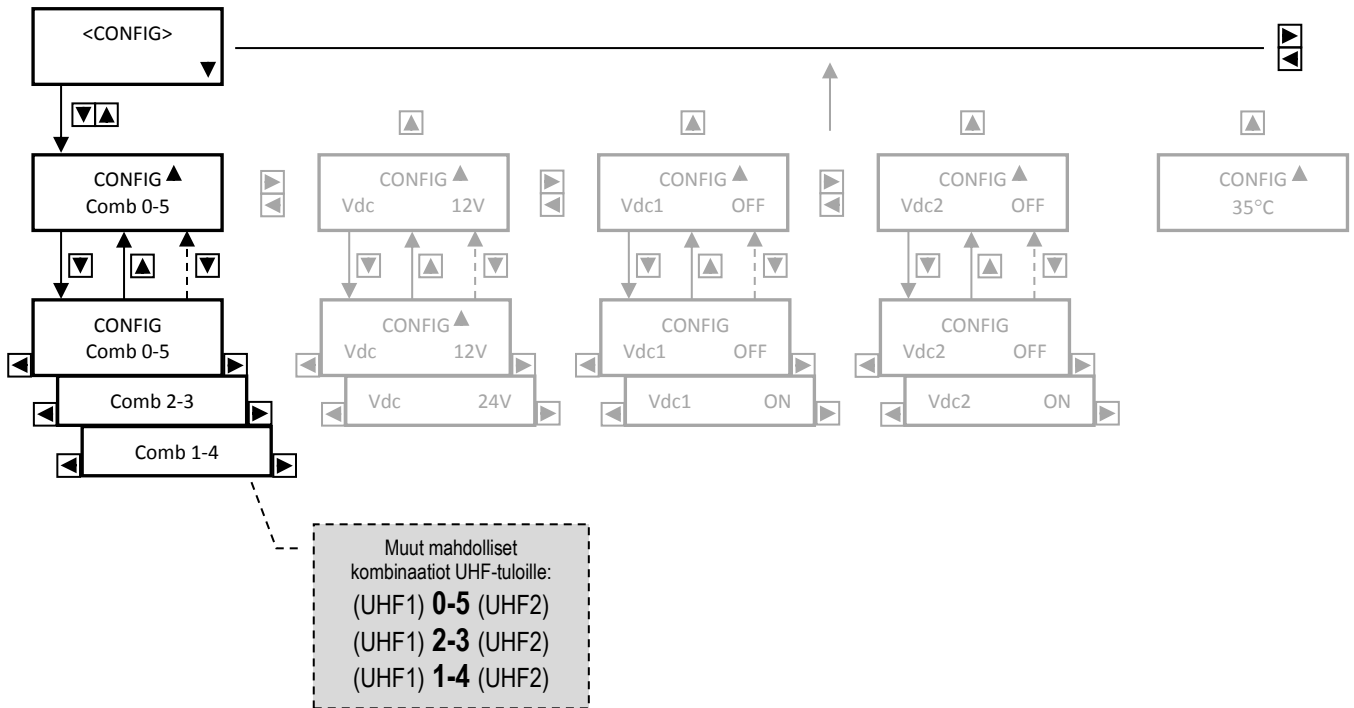 <CONFIG>
▼
▶
◀
▼▲
▲ ▲ ▲ ▲
CONFIG ▲
Comb 0-5
▶
◀
CONFIG ▲
Vdc 12V
▶
◀
CONFIG ▲
Vdc1 OFF
▶
◀
CONFIG ▲
Vdc2 OFF
CONFIG ▲
35°C
▼ ▲ ▼ ▼ ▲ ▼ ▼ ▲ ▼ ▼ ▲ ▼
CONFIG
Comb 0-5
◀ ▶
Comb 2-3
◀ ▶
Comb 1-4
◀ ▶
CONFIG ▲
Vdc 12V
◀ ▶
Vdc 24V
◀ ▶
CONFIG
Vdc1 OFF
◀ ▶
Vdc1 ON
◀ ▶
CONFIG
Vdc2 OFF
◀ ▶
Vdc2 ON
◀ ▶
Muut mahdolliset
kombinaatiot UHF-tuloille:
(UHF1) 0-5 (UHF2)
(UHF1) 2-3 (UHF2)
(UHF1) 1-4 (UHF2)